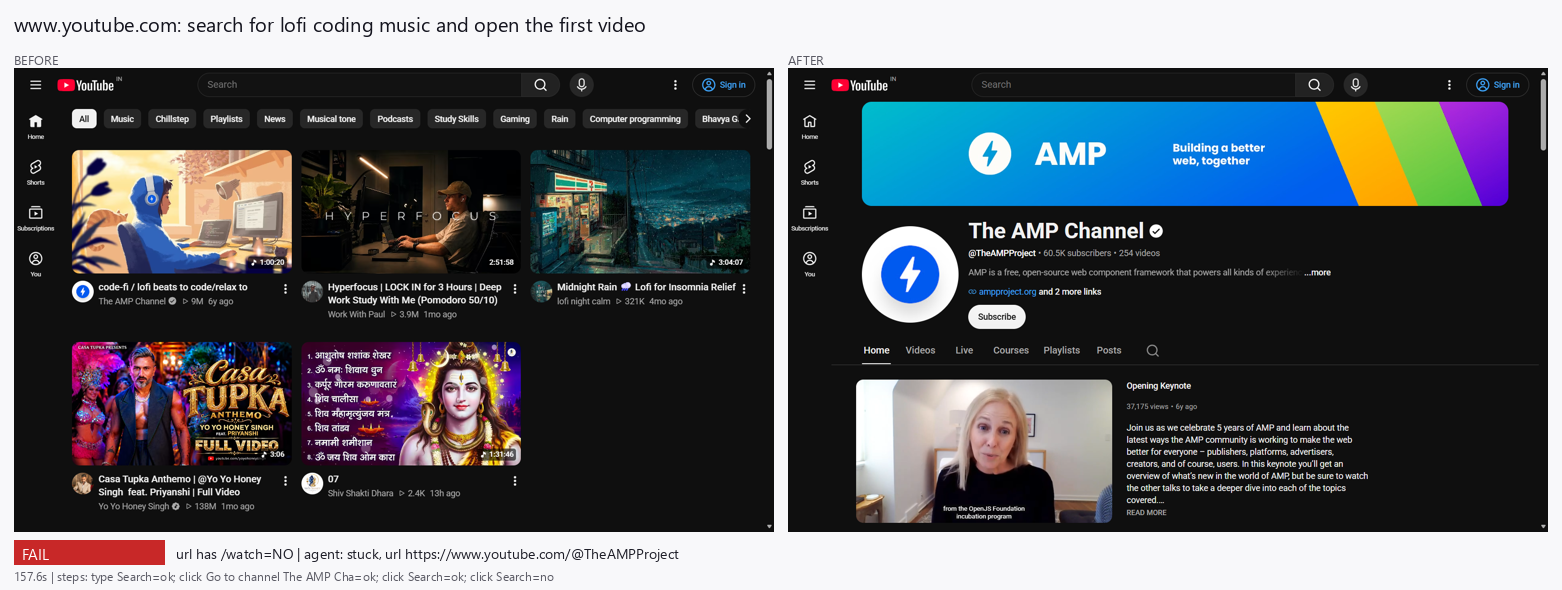 www.youtube.com: search for lofi coding music and open the first video
BEFORE
YouTube IN
Search
Sign in
Home
Shorts
Subscriptions
You
All Music Chillstep Playlists News Musical tone Podcasts Study Skills Gaming Rain Computer programming Bhavya G
1:00:20
code-fi / lofi beats to code/relax to
The AMP Channel 9M 6y ago
HYPERFOCUS
2:51:58
Hyperfocus | LOCK IN for 3 Hours | Deep
Work Study With Me (Pomodoro 50/10)
Work With Paul 3.9M 1mo ago
3:04:07
Midnight Rain 🌧️ Lofi for Insomnia Relief
lofi night calm 321K 4mo ago
CASA TUPKA PRESENTS
Casa
TUPKA
ANTHEMO
YO YO HONEY SINGH
FEAT. PRIYANSHI
FULL VIDEO
3:06
Casa Tupka Anthemo | @Yo Yo Honey
Singh feat. Priyanshi | Full Video
Yo Yo Honey Singh 138M 1mo ago
1. आशुतोष शशांक शेखर
2. ॐ नमः शिवाय धुन
3. कर्पूर गौरम करुणावतारं
4. शिव चालीसा
5. शिव महामृत्युंजय मंत्र,
6. शिव तांडव
7. नमामी शमीशान
8. ॐ जय शिव ओम कारा
1:31:46
07
Shiv Shakti Dhara 2.4K 13h ago
AFTER
YouTube IN
Search
Sign in
Home
Shorts
Subscriptions
You
AMP
Building a better
web, together
The AMP Channel
@TheAMPProject • 60.5K subscribers • 254 videos
AMP is a free, open-source web component framework that powers all kinds of experien ...more
ampproject.org and 2 more links
Subscribe
Home Videos Live Courses Playlists Posts
from the OpenJS Foundation
incubation program
Opening Keynote
37,175 views • 6y ago
Join us as we celebrate 5 years of AMP and learn about the
latest ways the AMP community is working to make the web
better for everyone – publishers, platforms, advertisers,
creators, and of course, users. In this keynote you'll get an
overview of what's new in the world of AMP, but be sure to watch
the other talks to take a deeper dive into each of the topics
covered....
READ MORE
FAIL
url has /watch=NO | agent: stuck, url https://www.youtube.com/@TheAMPProject
157.6s | steps: type Search=ok; click Go to channel The AMP Cha=ok; click Search=ok; click Search=no